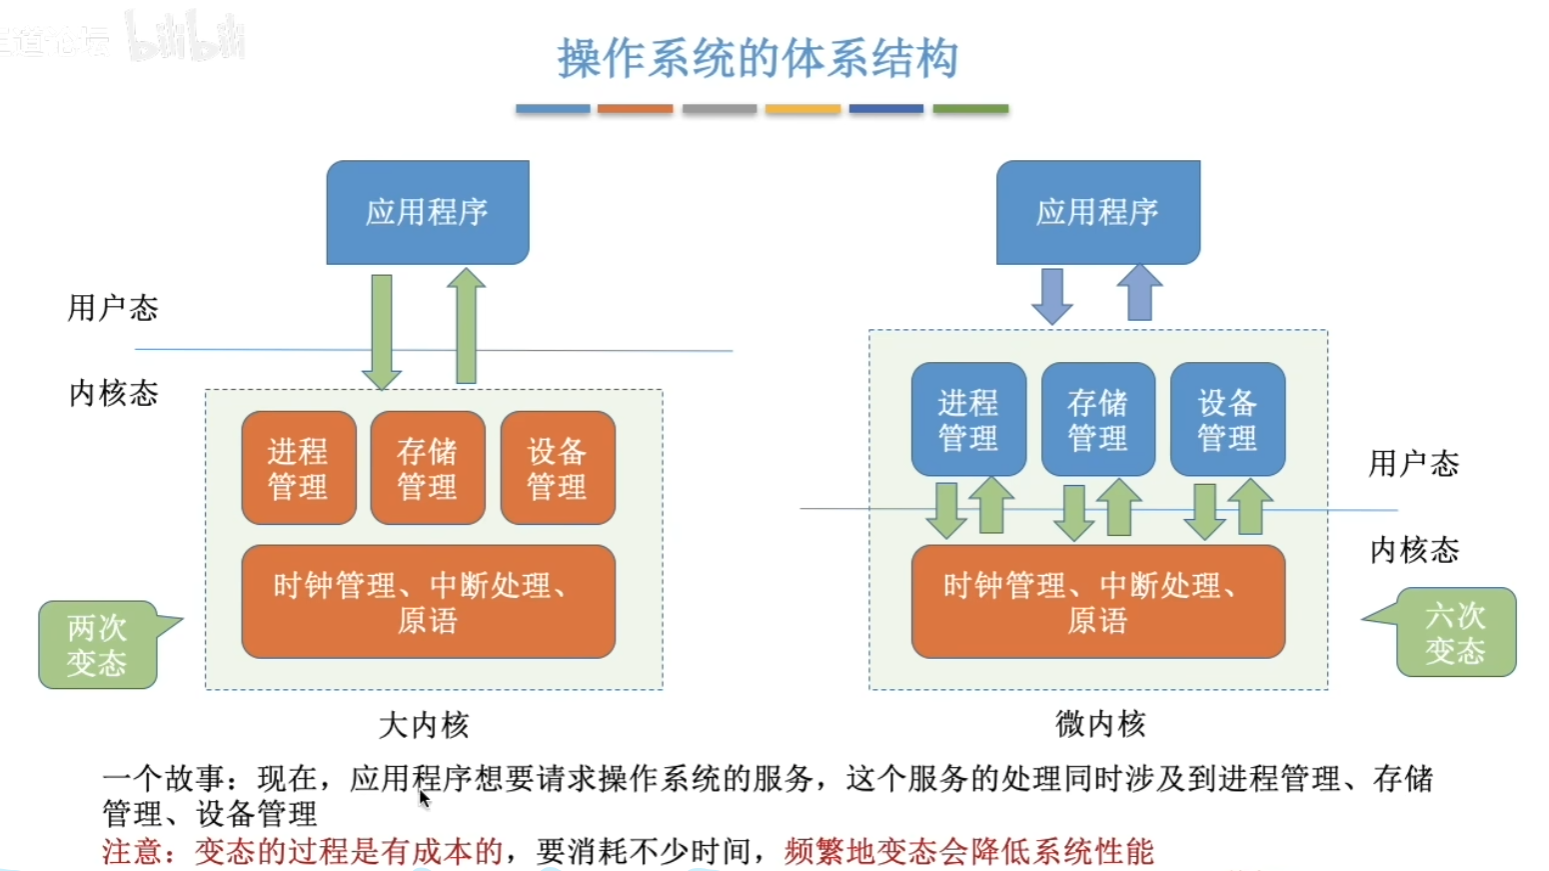 bilibili
操作系统的体系结构
应用程序
用户态
内核态
进程
管理
存储
管理
设备
管理
时钟管理、中断处理、
原语
两次
变态
大内核
应用程序
进程
管理
存储
管理
设备
管理
用户态
内核态
时钟管理、中断处理、
原语
六次
变态
微内核
一个故事：现在，应用程序想要请求操作系统的服务，这个服务的处理同时涉及到进程管理、存储
管理、设备管理
注意：变态的过程是有成本的，要消耗不少时间，频繁地变态会降低系统性能